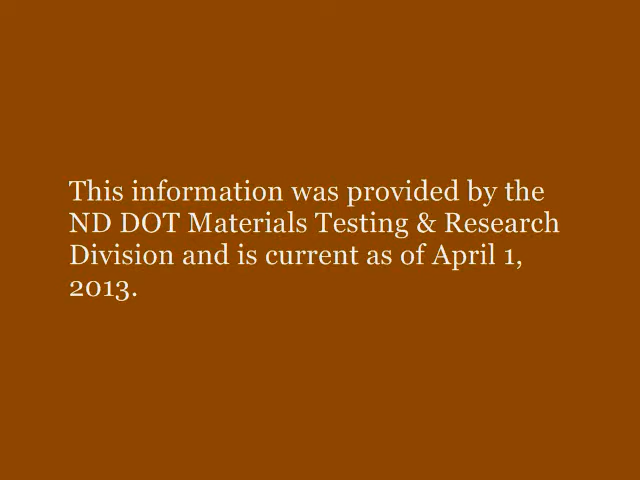 This information was provided by the
ND DOT Materials Testing & Research
Division and is current as of April 1,
2013.